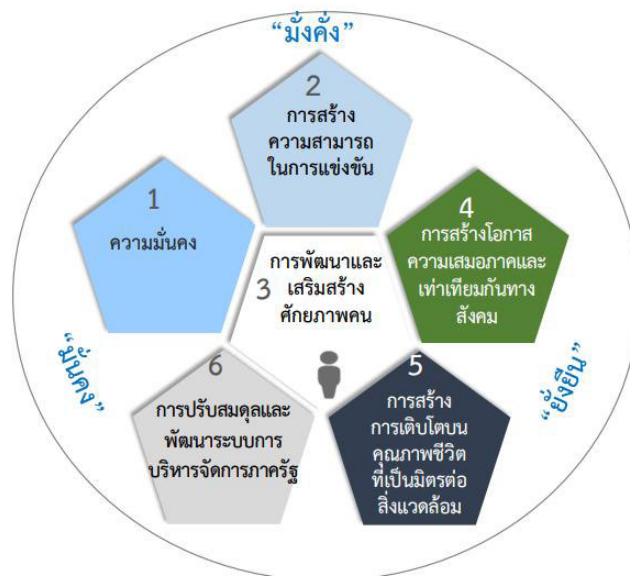 “มั่งคั่ง”
2
การสร้าง
ความสามารถ
ในการแข่งขัน
1
ความมั่นคง
4
การสร้างโอกาส
ความเสมอภาคและ
เท่าเทียมกันทาง
สังคม
การพัฒนาและ
3 เสริมสร้าง
ศักยภาพคน
“มั่นคง”
“ยั่งยืน”
6
การปรับสมดุลและ
พัฒนาระบบการ
บริหารจัดการภาครัฐ
5
การสร้าง
การเติบโตบน
คุณภาพชีวิต
ที่เป็นมิตรต่อ
สิ่งแวดล้อม